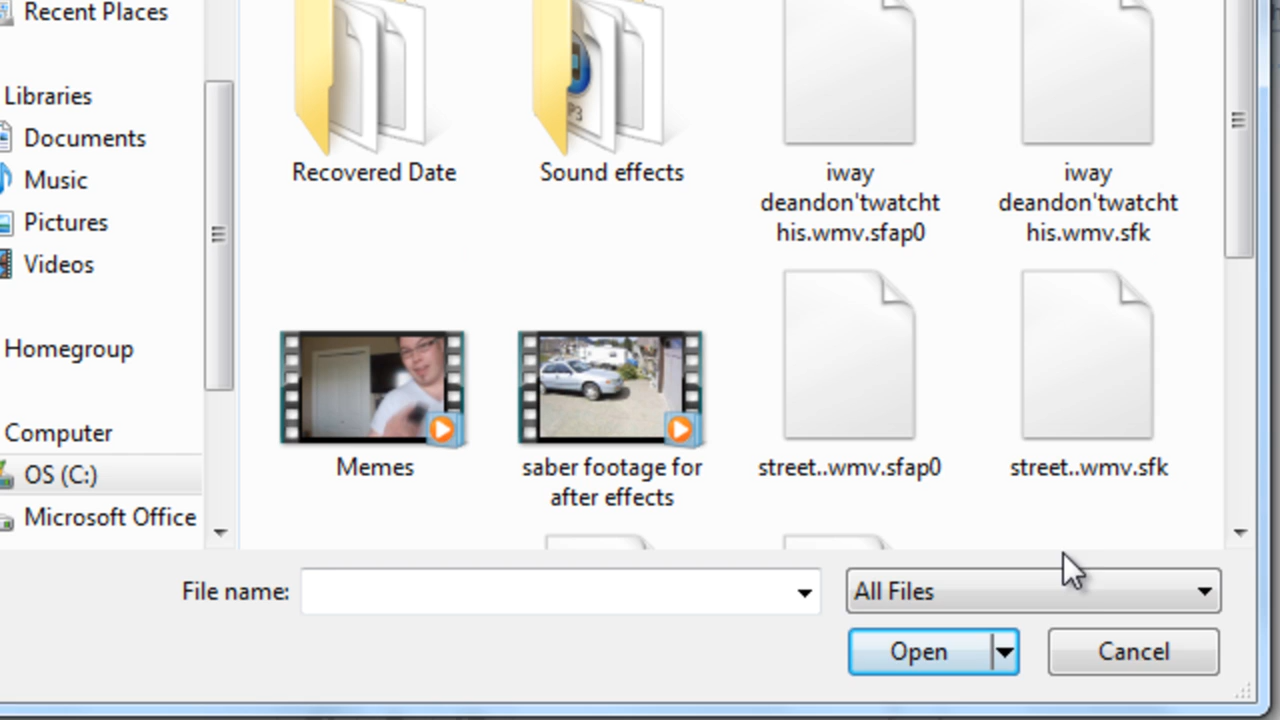 Recent Places
Libraries
Documents
Music
Pictures
Videos
Homegroup
Computer
OS (C:)
Microsoft Office
Recovered Date
Sound effects
iway
deandon'twatcht
his.wmv.sfap0
iway
deandon'twatcht
his.wmv.sfk
Memes
saber footage for
after effects
street..wmv.sfap0
street..wmv.sfk
File name:
All Files
Open
Cancel